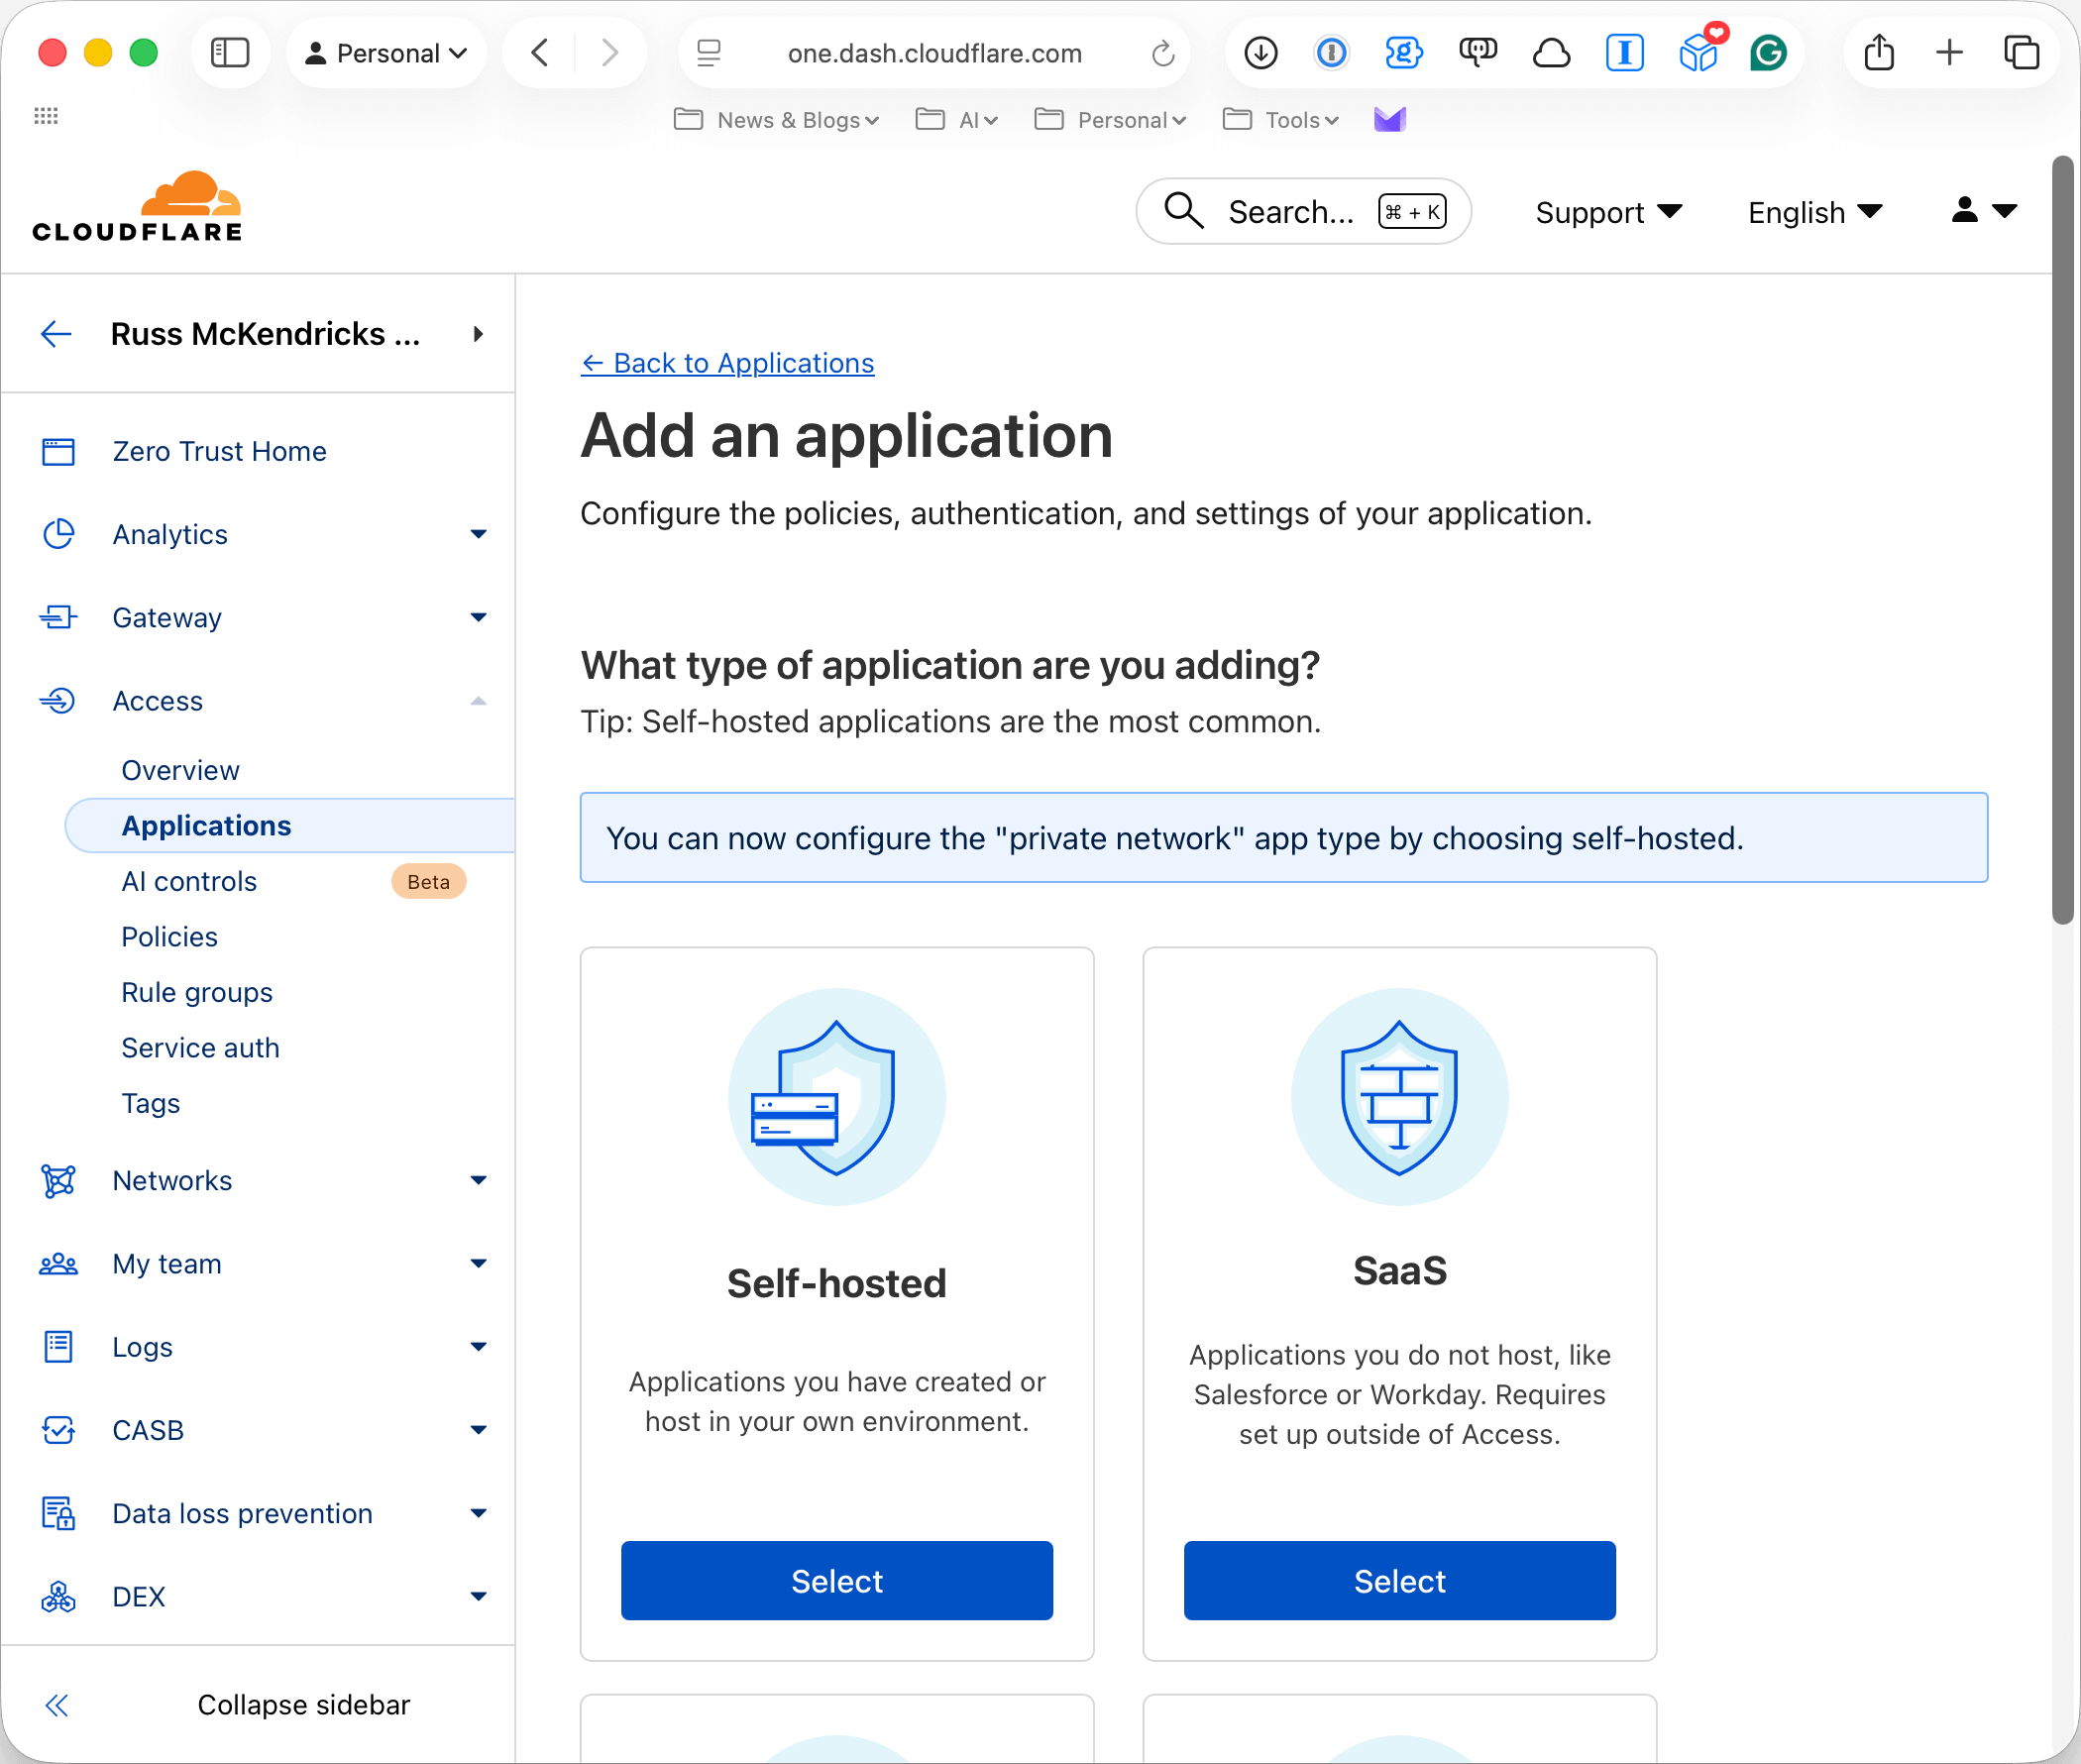 Personal
one.dash.cloudflare.com
News & Blogs
AI
Personal
Tools
CLOUDFLARE
Search...
⌘ + K
Support
English
Russ McKendricks ...
Zero Trust Home
Analytics
Gateway
Access
Overview
Applications
AI controls
Beta
Policies
Rule groups
Service auth
Tags
Networks
My team
Logs
CASB
Data loss prevention
DEX
Collapse sidebar
← Back to Applications
Add an application
Configure the policies, authentication, and settings of your application.
What type of application are you adding?
Tip: Self-hosted applications are the most common.
You can now configure the "private network" app type by choosing self-hosted.
Self-hosted
Applications you have created or
host in your own environment.
Select
SaaS
Applications you do not host, like
Salesforce or Workday. Requires
set up outside of Access.
Select